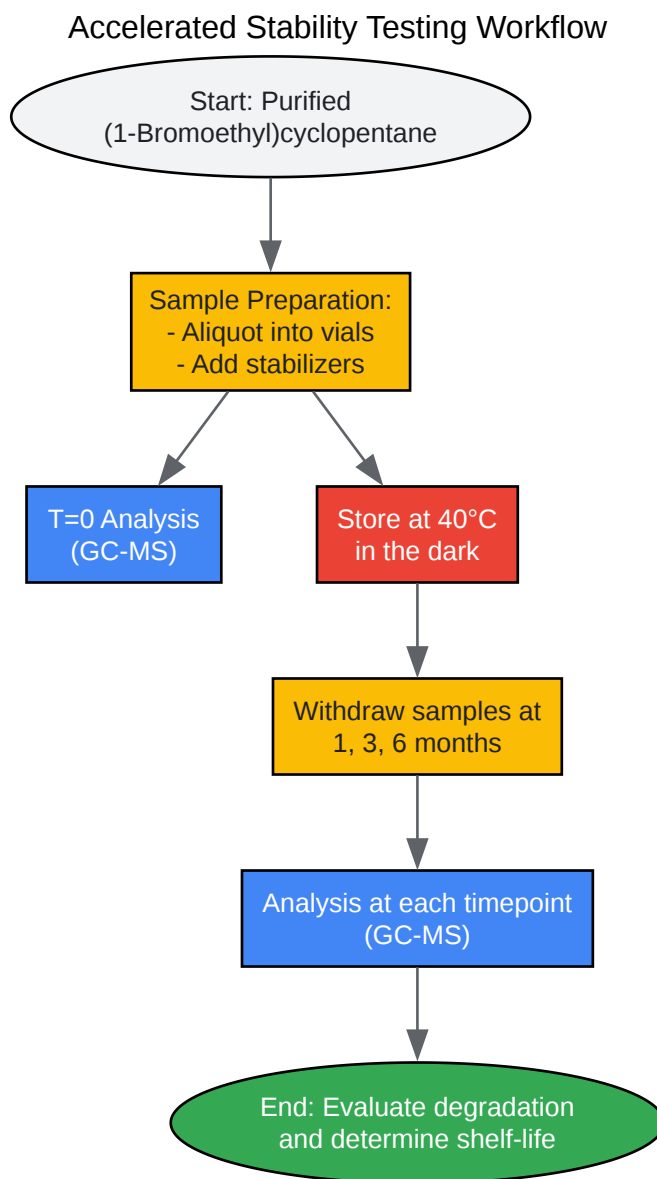 Accelerated Stability Testing Workflow
Start: Purified
(1-Bromoethyl)cyclopentane
Sample Preparation:
- Aliquot into vials
- Add stabilizers
T=0 Analysis
(GC-MS)
Store at 40°C
in the dark
Withdraw samples at
1, 3, 6 months
Analysis at each timepoint
(GC-MS)
End: Evaluate degradation
and determine shelf-life